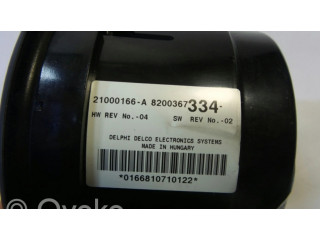 21000166-A 8200367334-
HW REV No.-04 SW REV No.-02
DELPHI DELCO ELECTRONICS SYSTEMS
MADE IN HUNGARY
*0166810710122*
Ovoko